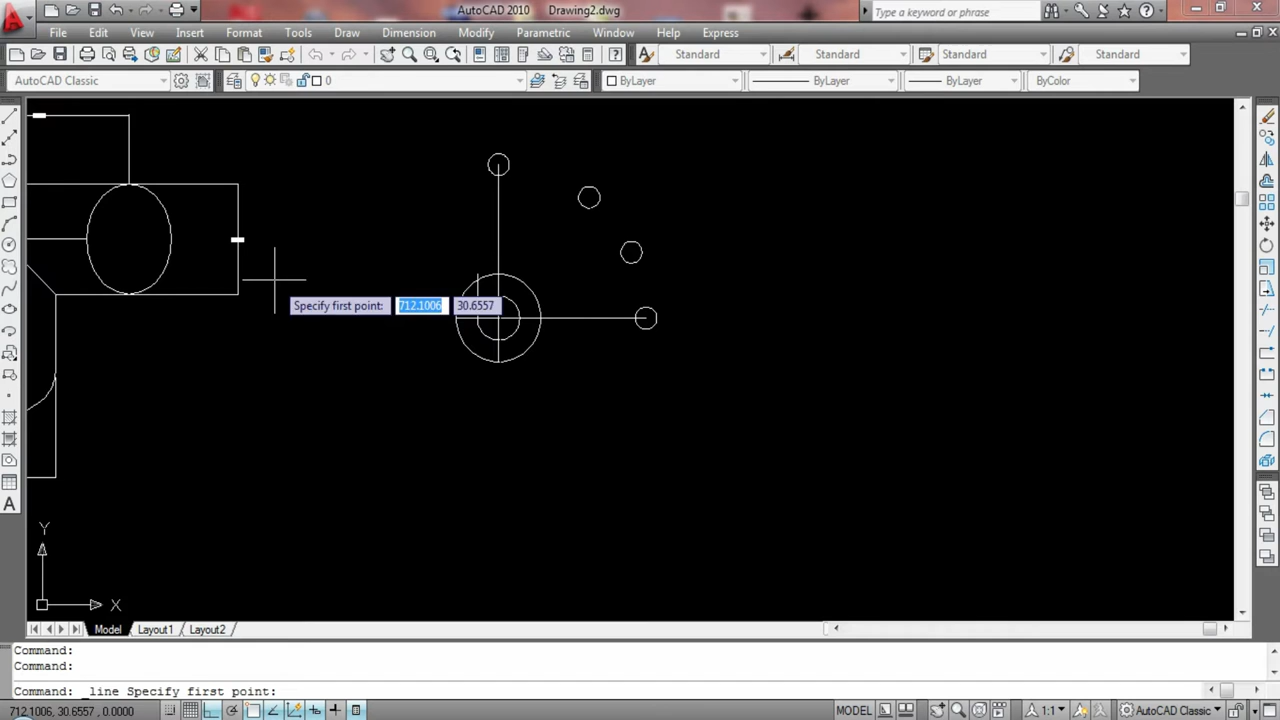 AutoCAD 2010 Drawing2.dwg
Type a keyword or phrase
File Edit View Insert Format Tools Draw Dimension Modify Parametric Window Help Express
Standard Standard Standard Standard
AutoCAD Classic 0 ByLayer ByLayer ByLayer ByColor
Specify first point: 712.1006 30.6557
Y
X
A
Model Layout1 Layout2
Command:
Command:
Command: _line Specify first point:
712.1006, 30.6557 , 0.0000 MODEL 1:1 AutoCAD Classic